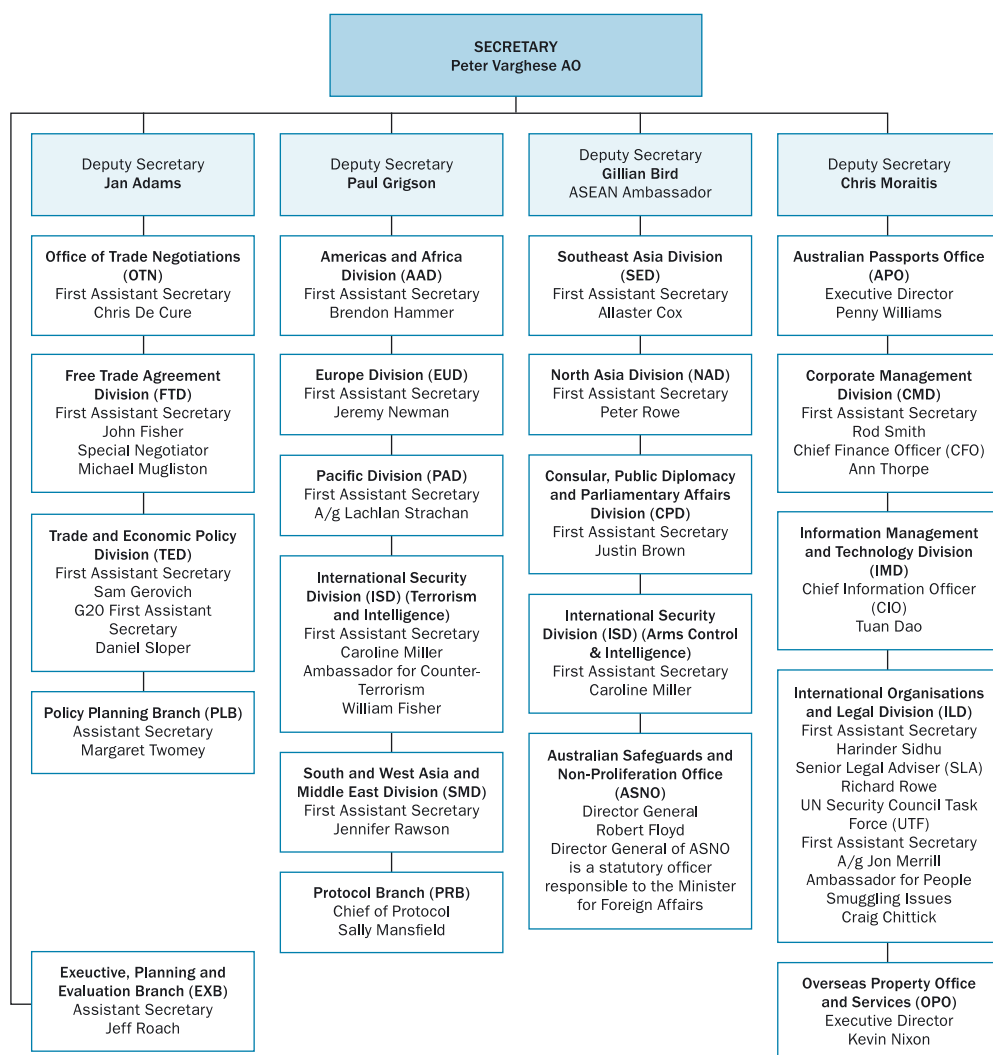 SECRETARY
Peter Varghese AO
Deputy Secretary
Jan Adams
Office of Trade Negotiations
(OTN)
First Assistant Secretary
Chris De Cure
Free Trade Agreement
Division (FTD)
First Assistant Secretary
John Fisher
Special Negotiator
Michael Mugliston
Trade and Economic Policy
Division (TED)
First Assistant Secretary
Sam Gerovich
G20 First Assistant
Secretary
Daniel Sloper
Policy Planning Branch (PLB)
Assistant Secretary
Margaret Twomey
Exeuctive, Planning and
Evaluation Branch (EXB)
Assistant Secretary
Jeff Roach
Deputy Secretary
Paul Grigson
Americas and Africa
Division (AAD)
First Assistant Secretary
Brendon Hammer
Europe Division (EUD)
First Assistant Secretary
Jeremy Newman
Pacific Division (PAD)
First Assistant Secretary
A/g Lachlan Strachan
International Security
Division (ISD) (Terrorism
and Intelligence)
First Assistant Secretary
Caroline Miller
Ambassador for Counter-
Terrorism
William Fisher
South and West Asia and
Middle East Division (SMD)
First Assistant Secretary
Jennifer Rawson
Protocol Branch (PRB)
Chief of Protocol
Sally Mansfield
Deputy Secretary
Gillian Bird
ASEAN Ambassador
Southeast Asia Division
(SED)
First Assistant Secretary
Allaster Cox
North Asia Division (NAD)
First Assistant Secretary
Peter Rowe
Consular, Public Diplomacy
and Parliamentary Affairs
Division (CPD)
First Assistant Secretary
Justin Brown
International Security
Division (ISD) (Arms Control
& Intelligence)
First Assistant Secretary
Caroline Miller
Australian Safeguards and
Non-Proliferation Office
(ASNO)
Director General
Robert Floyd
Director General of ASNO
is a statutory officer
responsible to the Minister
for Foreign Affairs
Deputy Secretary
Chris Moraitis
Australian Passports Office
(APO)
Executive Director
Penny Williams
Corporate Management
Division (CMD)
First Assistant Secretary
Rod Smith
Chief Finance Officer (CFO)
Ann Thorpe
Information Management
and Technology Division
(IMD)
Chief Information Officer
(CIO)
Tuan Dao
International Organisations
and Legal Division (ILD)
First Assistant Secretary
Harinder Sidhu
Senior Legal Adviser (SLA)
Richard Rowe
UN Security Council Task
Force (UTF)
First Assistant Secretary
A/g Jon Merrill
Ambassador for People
Smuggling Issues
Craig Chittick
Overseas Property Office
and Services (OPO)
Executive Director
Kevin Nixon